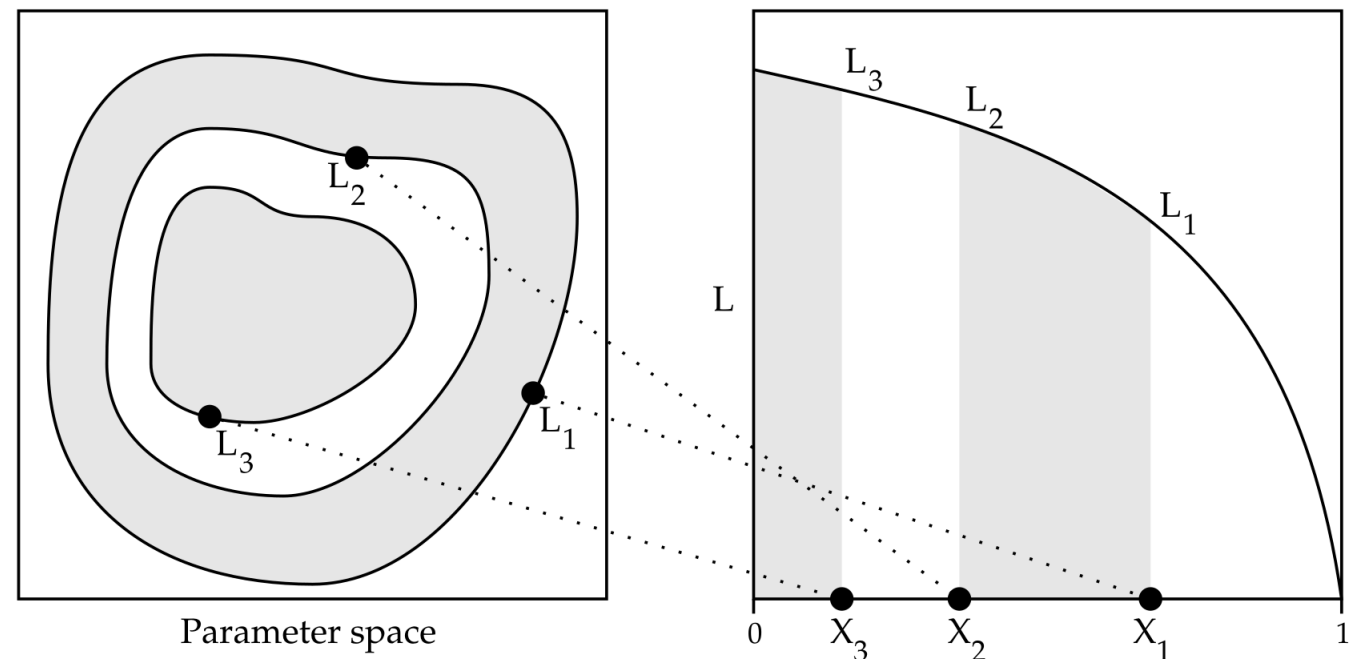 L₂
L₃
L₁
Parameter space
L₃
L₂
L₁
L
0 X₃ X₂ X₁ 1